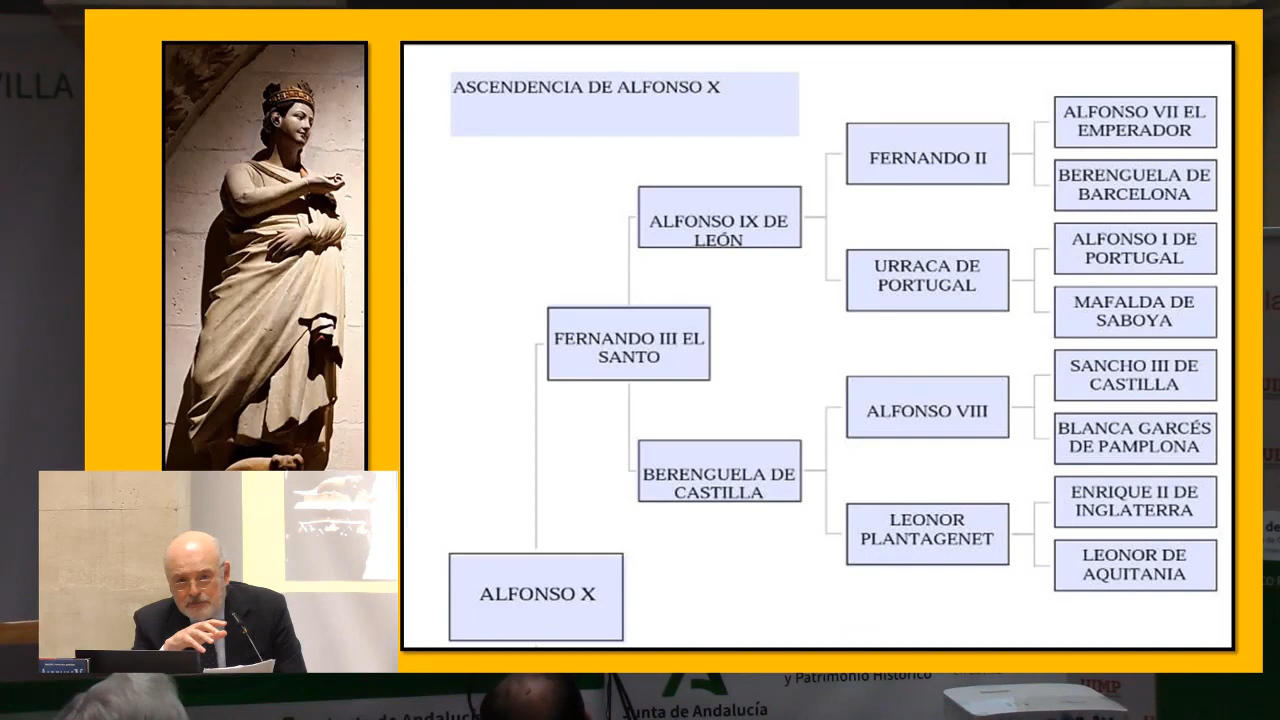 VILLA
ASCENDENCIA DE ALFONSO X
ALFONSO VII EL
EMPERADOR
FERNANDO II
BERENGUELA DE
BARCELONA
ALFONSO IX DE
LEÓN
ALFONSO I DE
PORTUGAL
URRACA DE
PORTUGAL
MAFALDA DE
SABOYA
FERNANDO III EL
SANTO
SANCHO III DE
CASTILLA
ALFONSO VIII
BLANCA GARCÉS
DE PAMPLONA
BERENGUELA DE
CASTILLA
ENRIQUE II DE
INGLATERRA
LEONOR
PLANTAGENET
LEONOR DE
AQUITANIA
ALFONSO X
y Patrimonio Histórico
UIMP
Junta de Andalucía